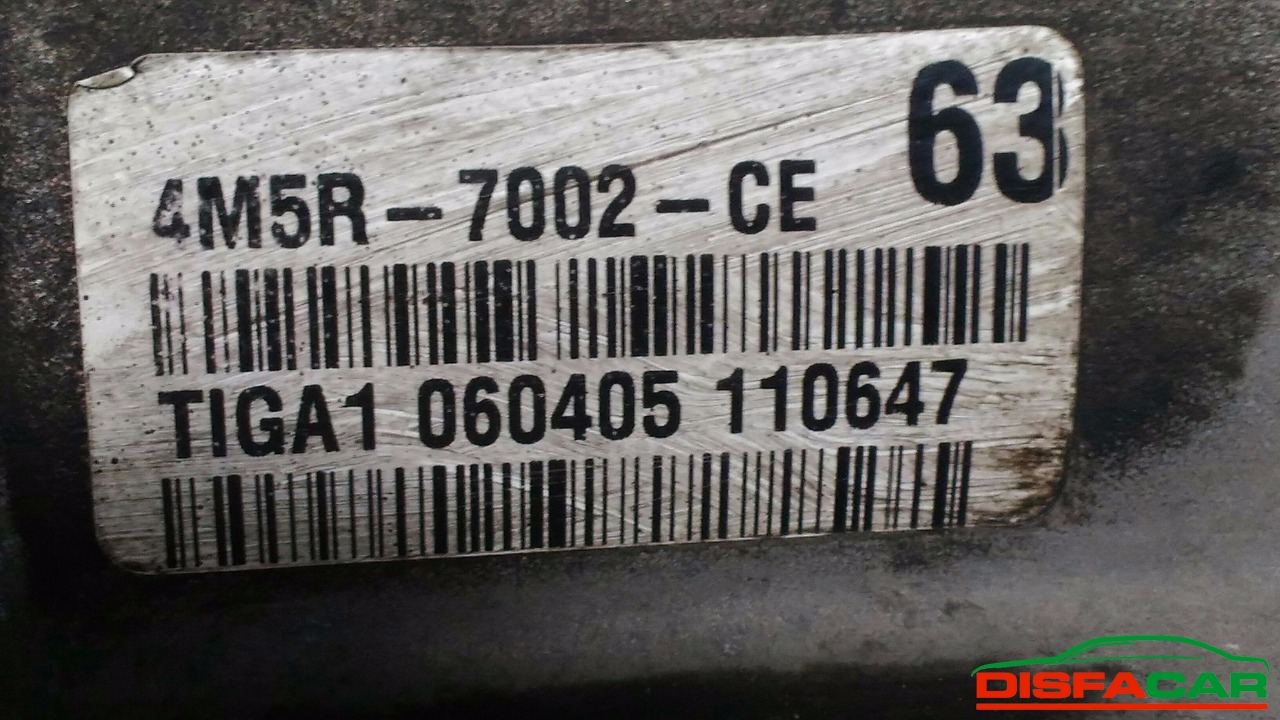 63
4M5R-7002-CE
TIGA1 060405 110647
DISFACAR